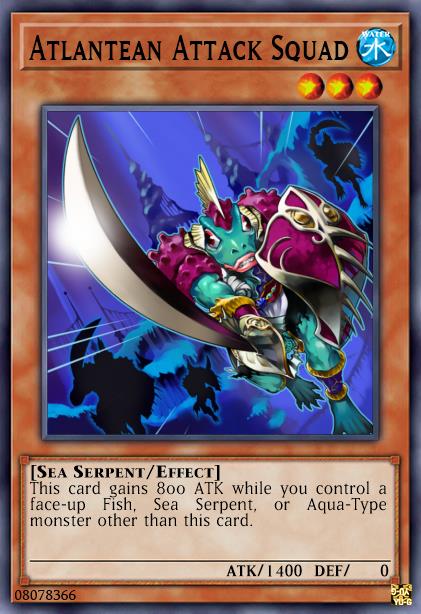 ATLANTEAN ATTACK SQUAD
WATER
水
[SEA SERPENT/EFFECT]
This card gains 800 ATK while you control a
face-up Fish, Sea Serpent, or Aqua-Type
monster other than this card.
ATK/1400 DEF/ 0
08078366